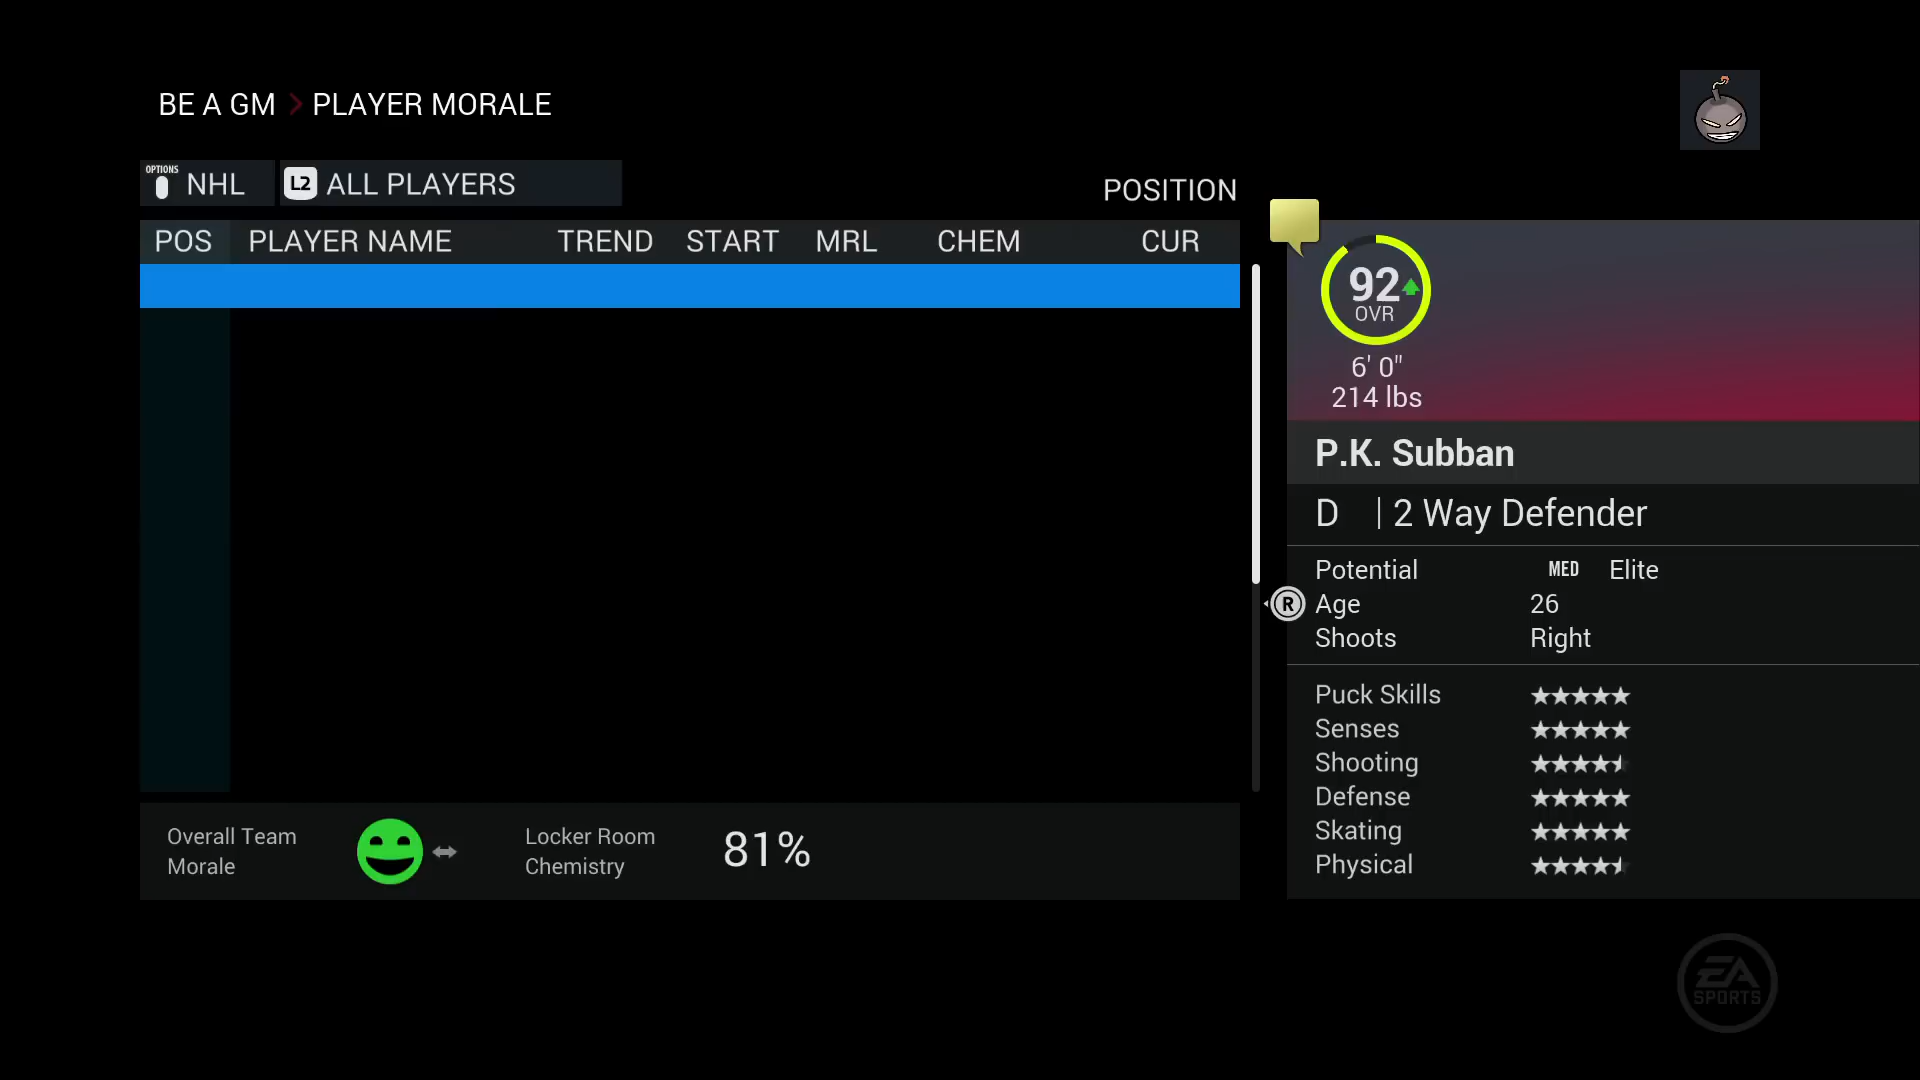 BE A GM > PLAYER MORALE
OPTIONS NHL L2 ALL PLAYERS
POSITION
POS PLAYER NAME TREND START MRL CHEM CUR
92
OVR
6' 0"
214 lbs
P.K. Subban
D | 2 Way Defender
Potential MED Elite
R Age 26
Shoots Right
Puck Skills ★★★★★
Senses ★★★★★
Shooting
Defense ★★★★★
Skating ★★★★★
Physical
Overall Team
Morale
Locker Room
Chemistry
81%
EA
SPORTS